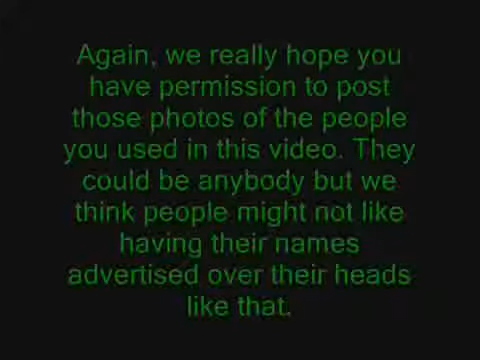 Again, we really hope you
have permission to post
those photos of the people
you used in this video. They
could be anybody but we
think people might not like
having their names
advertised over their heads
like that.